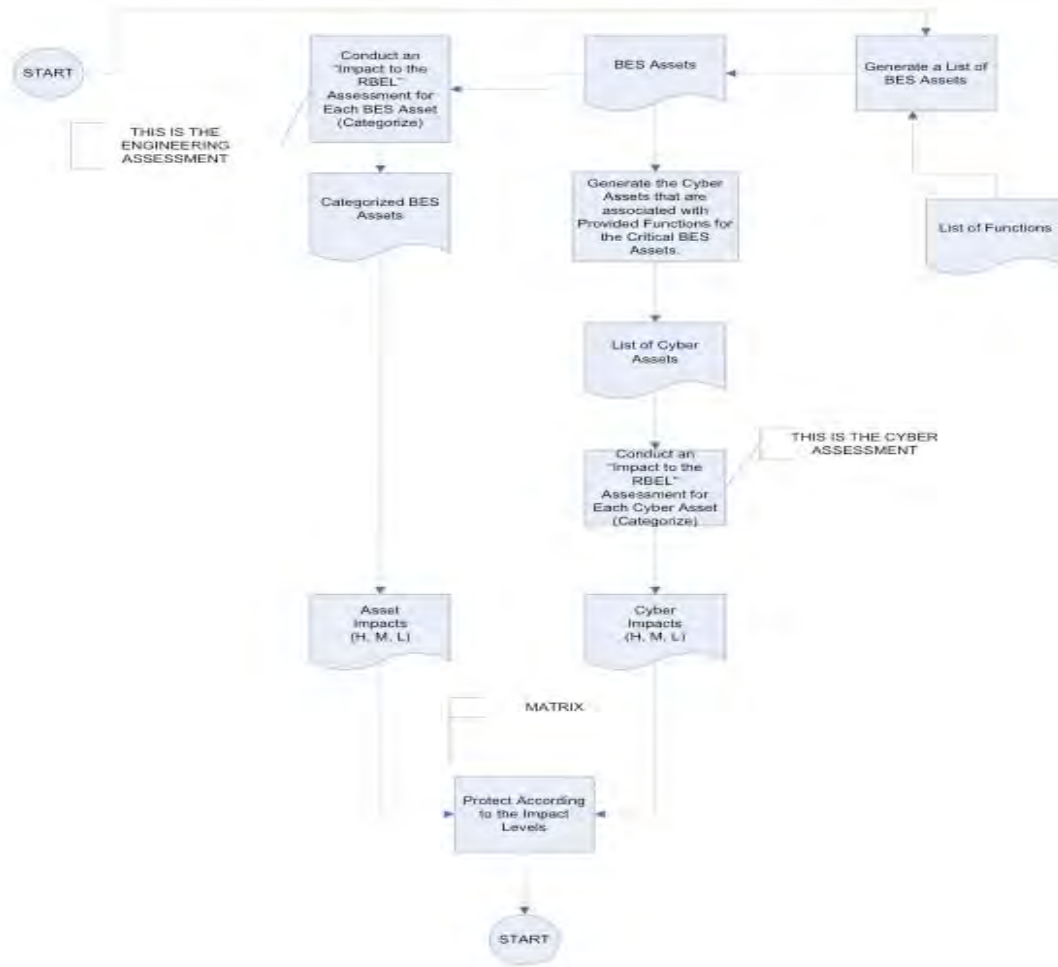 START
Conduct an
"Impact to the
RBEL"
Assessment for
Each BES Asset
(Categorize)
BES Assets
Generate a List of
BES Assets
THIS IS THE
ENGINEERING
ASSESSMENT
Categorized BES
Assets
Generate the Cyber
Assets that are
associated with
Provided Functions for
the Critical BES
Assets.
List of Functions
List of Cyber
Assets
THIS IS THE CYBER
ASSESSMENT
Conduct an
"Impact to the
RBEL"
Assessment for
Each Cyber Asset
(Categorize)
Asset
Impacts
(H, M, L)
Cyber
Impacts
(H, M, L)
MATRIX
Protect According
to the Impact
Levels
START